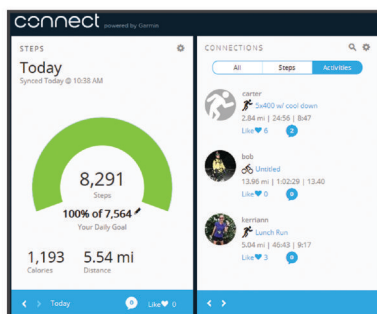 connect powered by Garmin
STEPS
Today
Synced Today @ 10:38 AM
8,291
Steps
100% of 7,564
Your Daily Goal
1,193
Calories
5.54 mi
Distance
Today
0
Like 0
CONNECTIONS
All Steps Activities
carter
5x400 w/ cool down
2.84 mi | 24:56 | 8:47
Like 6 2
bob
Untitled
13.96 mi | 1:02:29 | 13.40
Like 0 0
kerriann
Lunch Run
5.04 mi | 46:43 | 9:17
Like 3 0